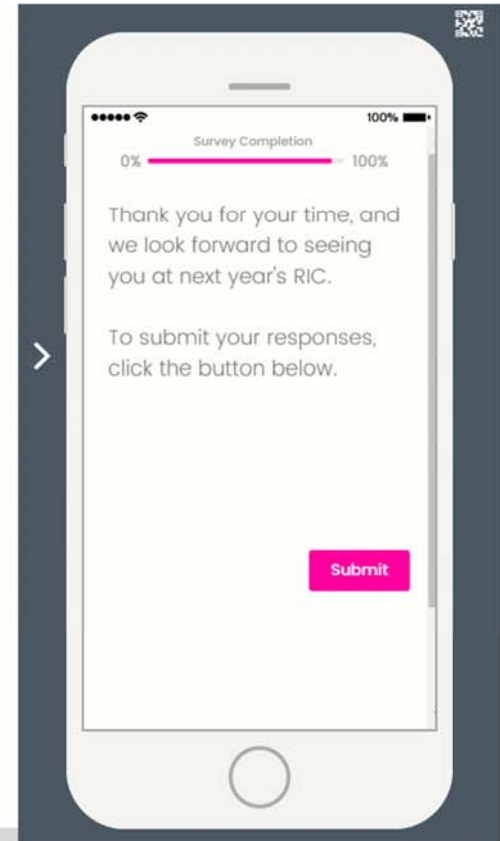 100%
Survey Completion
0% 100%
Thank you for your time, and
we look forward to seeing
you at next year's RIC.
To submit your responses,
click the button below.
Submit